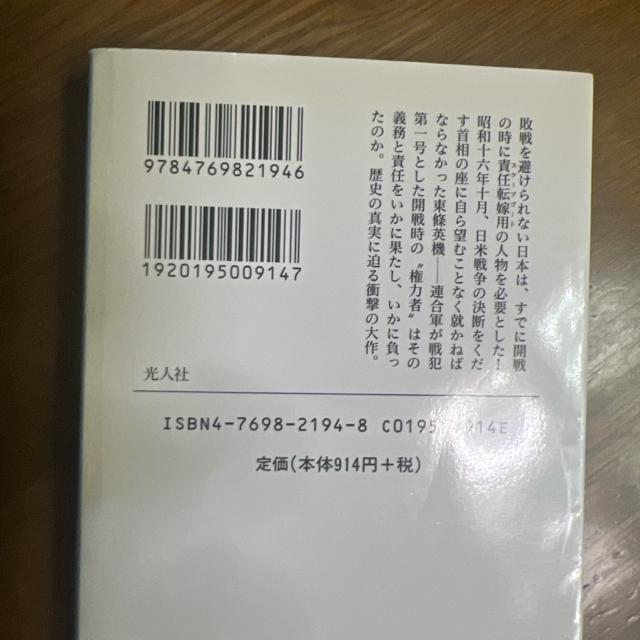 9784769821946
1920195009147
敗戦を避けられない日本は、すでに開戦
スケープゴート
の時に責任転嫁用の人物を必要とした！
昭和十六年十月、日米戦争の決断をくだ
す首相の座に自ら望むことなく就かねば
ならなかった東條英機――連合軍が戦犯
第一号とした開戦時の〝権力者〟はその
義務と責任をいかに果たし、いかに負っ
たのか。歴史の真実に迫る衝撃の大作。
光人社
ISBN4-7698-2194-8 C0195
定価(本体914円+税)